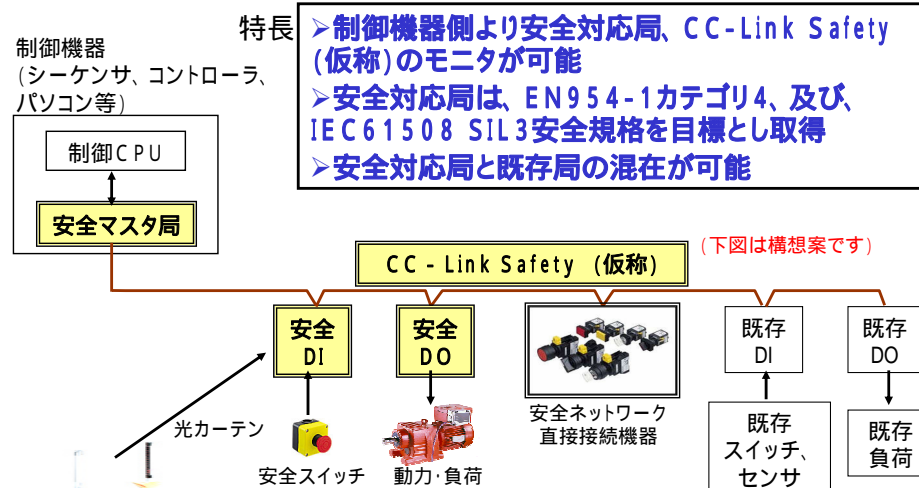 特長
➢制御機器側より安全対応局、CC-Link Safety
(仮称)のモニタが可能
➢安全対応局は、EN954-1カテゴリ4、及び、
IEC61508 SIL3安全規格を目標とし取得
➢安全対応局と既存局の混在が可能
制御機器
(シーケンサ、コントローラ、
パソコン等)
制御CPU
安全マスタ局
CC-Link Safety (仮称)
(下図は構想案です)
安全
DI
安全
DO
既存
DI
既存
DO
光カーテン
安全スイッチ
動力・負荷
安全ネットワーク
直接接続機器
既存
スイッチ、
センサ
既存
負荷